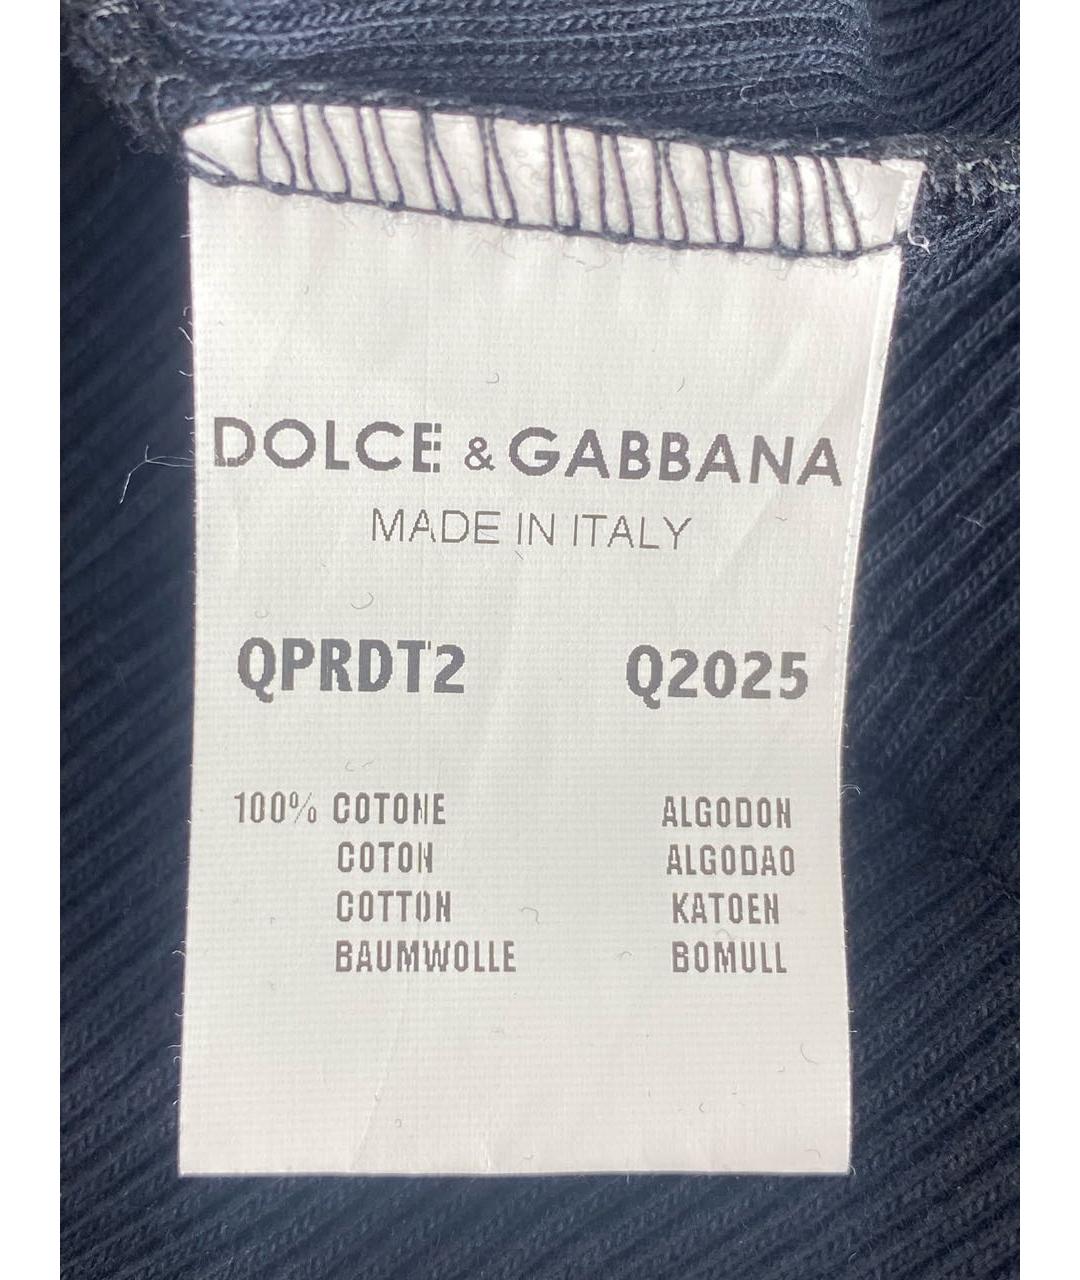 DOLCE & GABBANA
MADE IN ITALY
QPRDT2 Q2025
100% COTONE ALGODON
COTON ALGODAO
COTTON KATOEN
BAUMWOLLE BOMULL